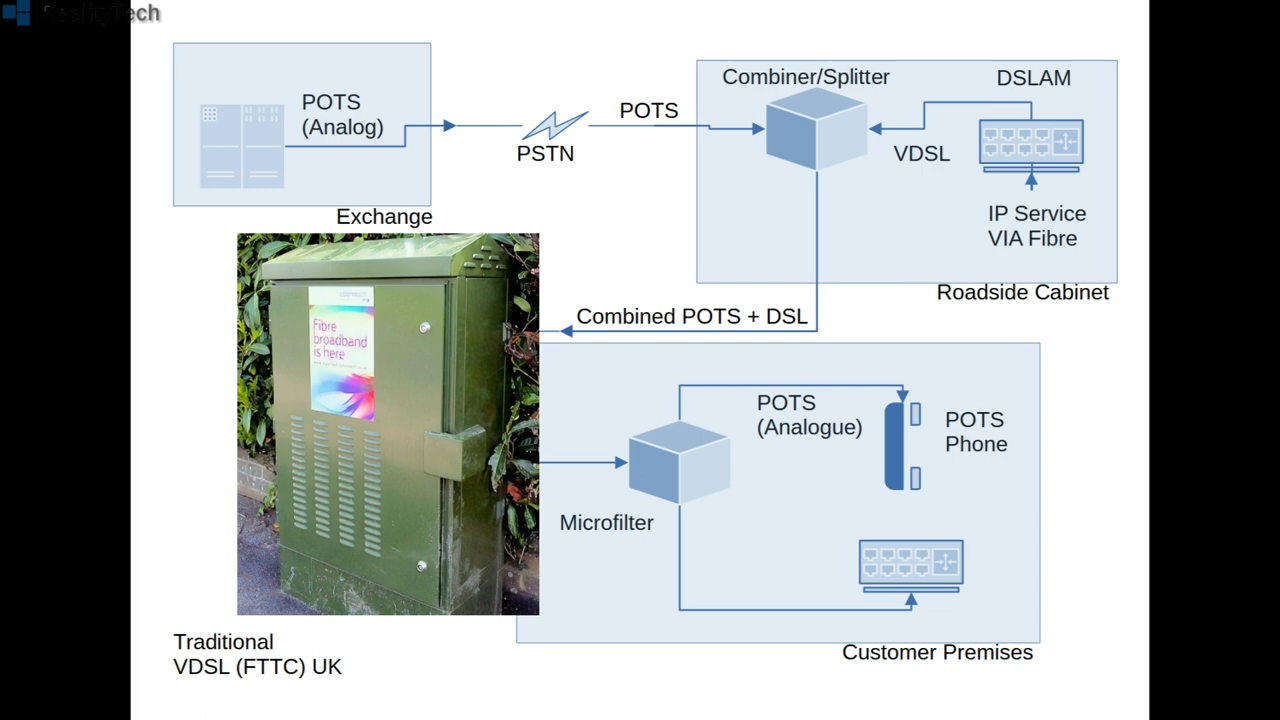 RealityTech
POTS
(Analog)
Exchange
POTS
PSTN
Combiner/Splitter
DSLAM
VDSL
IP Service
VIA Fibre
Roadside Cabinet
Combined POTS + DSL
Fibre
broadband
is here
POTS
(Analogue)
POTS
Phone
Microfilter
Customer Premises
Traditional
VDSL (FTTC) UK